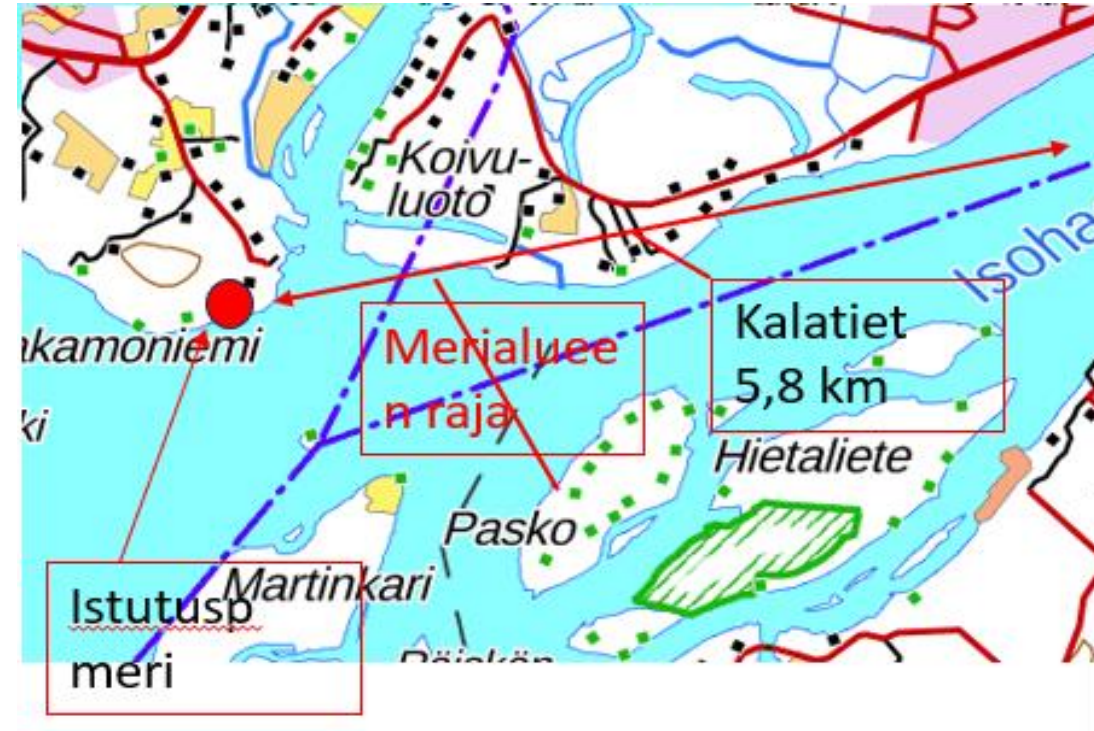 Koivu-
luoto
Isoha
Kalatiet
5,8 km
Merialuee
n raja
akamoniemi
ki
Hietaliete
Pasko
Martinkari
Istutusp
meri